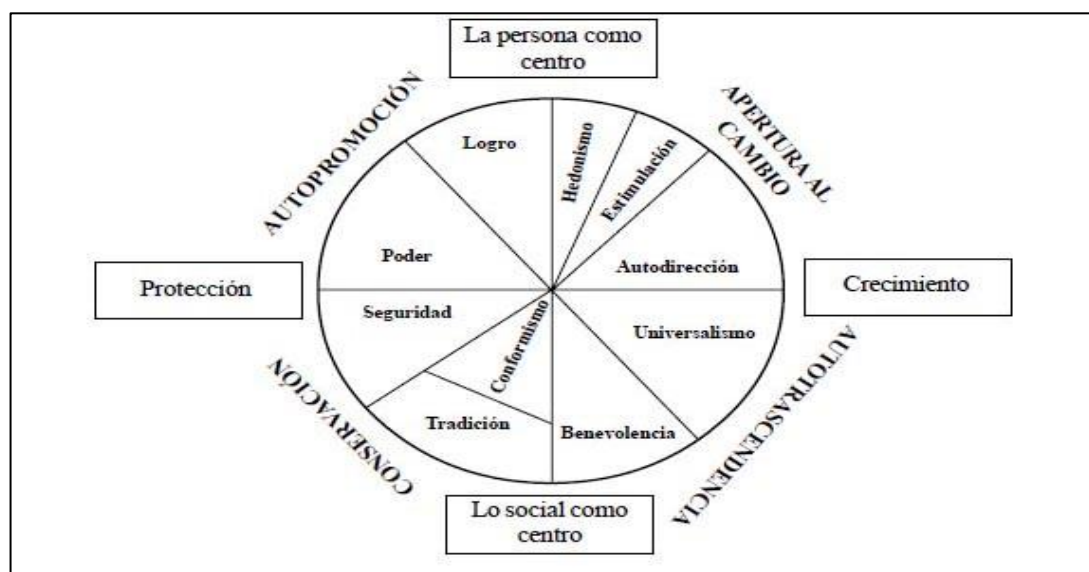 La persona como
centro
AUTOPROMOCIÓN
APERTURA AL
CAMBIO
Logro
Hedonismo
Estimulación
Poder
Autodirección
Protección
Crecimiento
Seguridad
Conformismo
Universalismo
Tradición
Benevolencia
CONSERVACIÓN
AUTOTRASCENDENCIA
Lo social como
centro